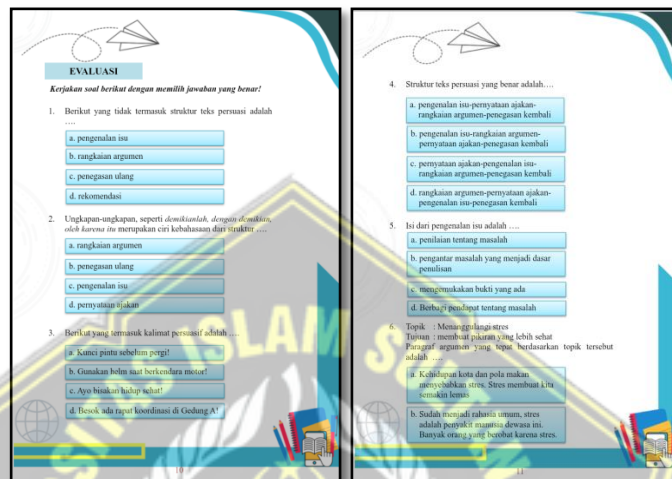 EVALUASI
Kerjakan soal berikut dengan memilih jawaban yang benar!
1. Berikut yang tidak termasuk struktur teks persuasi adalah
....
a. pengenalan isu
b. rangkaian argumen
c. penegasan ulang
d. rekomendasi
2. Ungkapan-ungkapan, seperti demikianlah, dengan demikian,
oleh karena itu merupakan ciri kebahasaan dari struktur ....
a. rangkaian argumen
b. penegasan ulang
c. pengenalan isu
d. pernyataan ajakan
3. Berikut yang termasuk kalimat persuasif adalah ....
a. Kunci pintu sebelum pergi!
b. Gunakan helm saat berkendara motor!
c. Ayo bisakan hidup sehat!
d. Besok ada rapat koordinasi di Gedung A!
10
4. Struktur teks persuasi yang benar adalah....
a. pengenalan isu-pernyataan ajakan-
rangkaian argumen-penegasan kembali
b. pengenalan isu-rangkaian argumen-
pernyataan ajakan-penegasan kembali
c. pernyataan ajakan-pengenalan isu-
rangkaian argumen-penegasan kembali
d. rangkaian argumen-pernyataan ajakan-
pengenalan isu-penegasan kembali
5. Isi dari pengenalan isu adalah ....
a. penilaian tentang masalah
b. pengantar masalah yang menjadi dasar
penulisan
c. mengemukakan bukti yang ada
d. Berbagi pendapat tentang masalah
6. Topik : Menanggulangi stres
Tujuan : membuat pikiran yang lebih sehat
Paragraf argumen yang tepat berdasarkan topik tersebut
adalah ....
a. Kehidupan kota dan pola makan
menyebabkan stres. Stres membuat kita
semakin lemas
b. Sudah menjadi rahasia umum, stres
adalah penyakit manusia dewasa ini.
Banyak orang yang berobat karena stres.
11